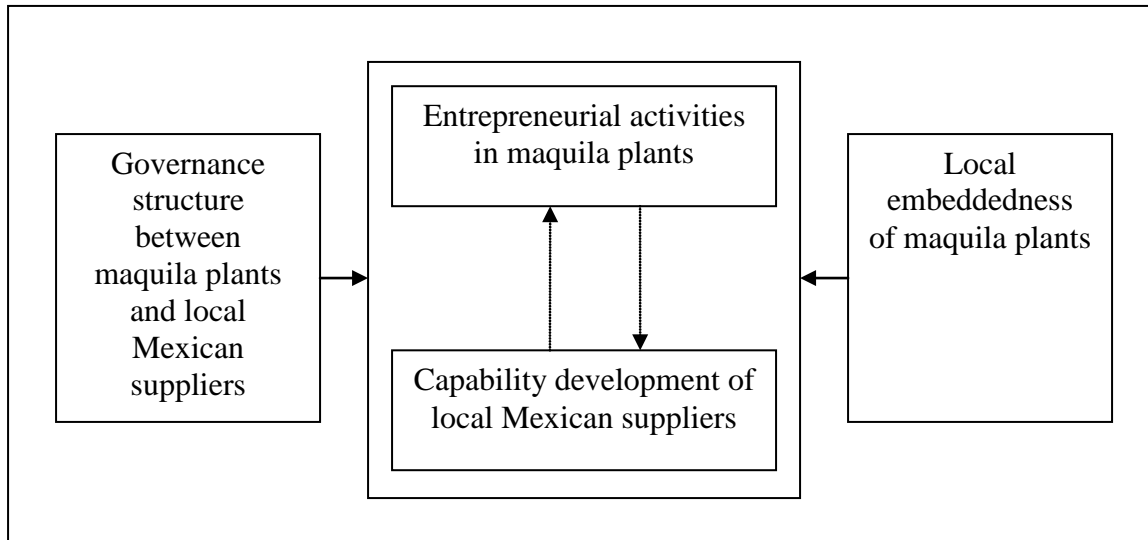 Governance
structure
between
maquila plants
and local
Mexican
suppliers
Entrepreneurial activities
in maquila plants
Capability development of
local Mexican suppliers
Local
embeddedness
of maquila plants